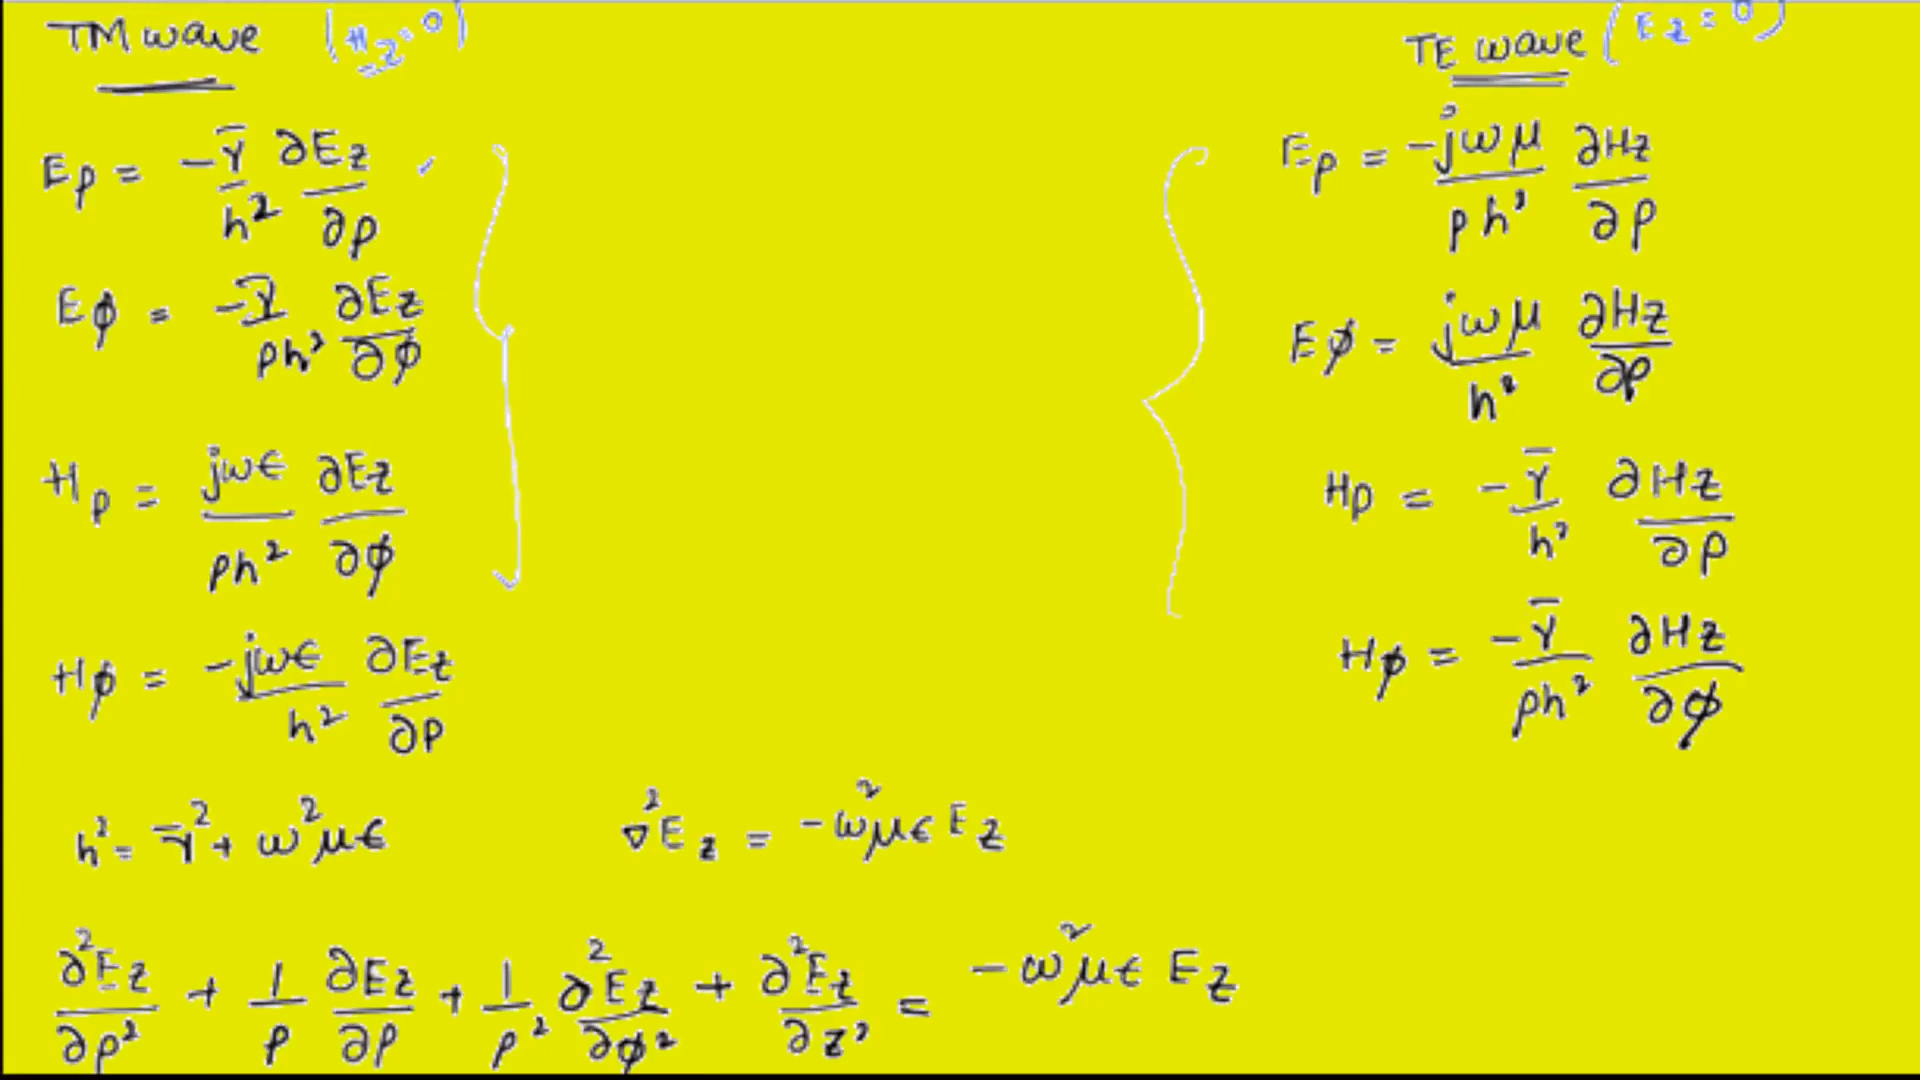 TM wave (Hz=0)
Eρ = -γ̄/h² ∂Ez/∂ρ
Eφ = -γ̄/ρh² ∂Ez/∂φ
Hρ = jωϵ/ρh² ∂Ez/∂φ
Hφ = -jωϵ/h² ∂Ez/∂ρ
h² = γ̄² + ω²μϵ
∇²Ez = -ω²μϵ Ez
∂²Ez/∂ρ² + 1/ρ ∂Ez/∂ρ + 1/ρ² ∂²Ez/∂φ² + ∂²Ez/∂z² = -ω²μϵ Ez
TE wave (Ez=0)
Eρ = -jωμ/ρh² ∂Hz/∂ρ
Eφ = jωμ/h² ∂Hz/∂ρ
Hρ = -γ̄/h² ∂Hz/∂ρ
Hφ = -γ̄/ρh² ∂Hz/∂φ